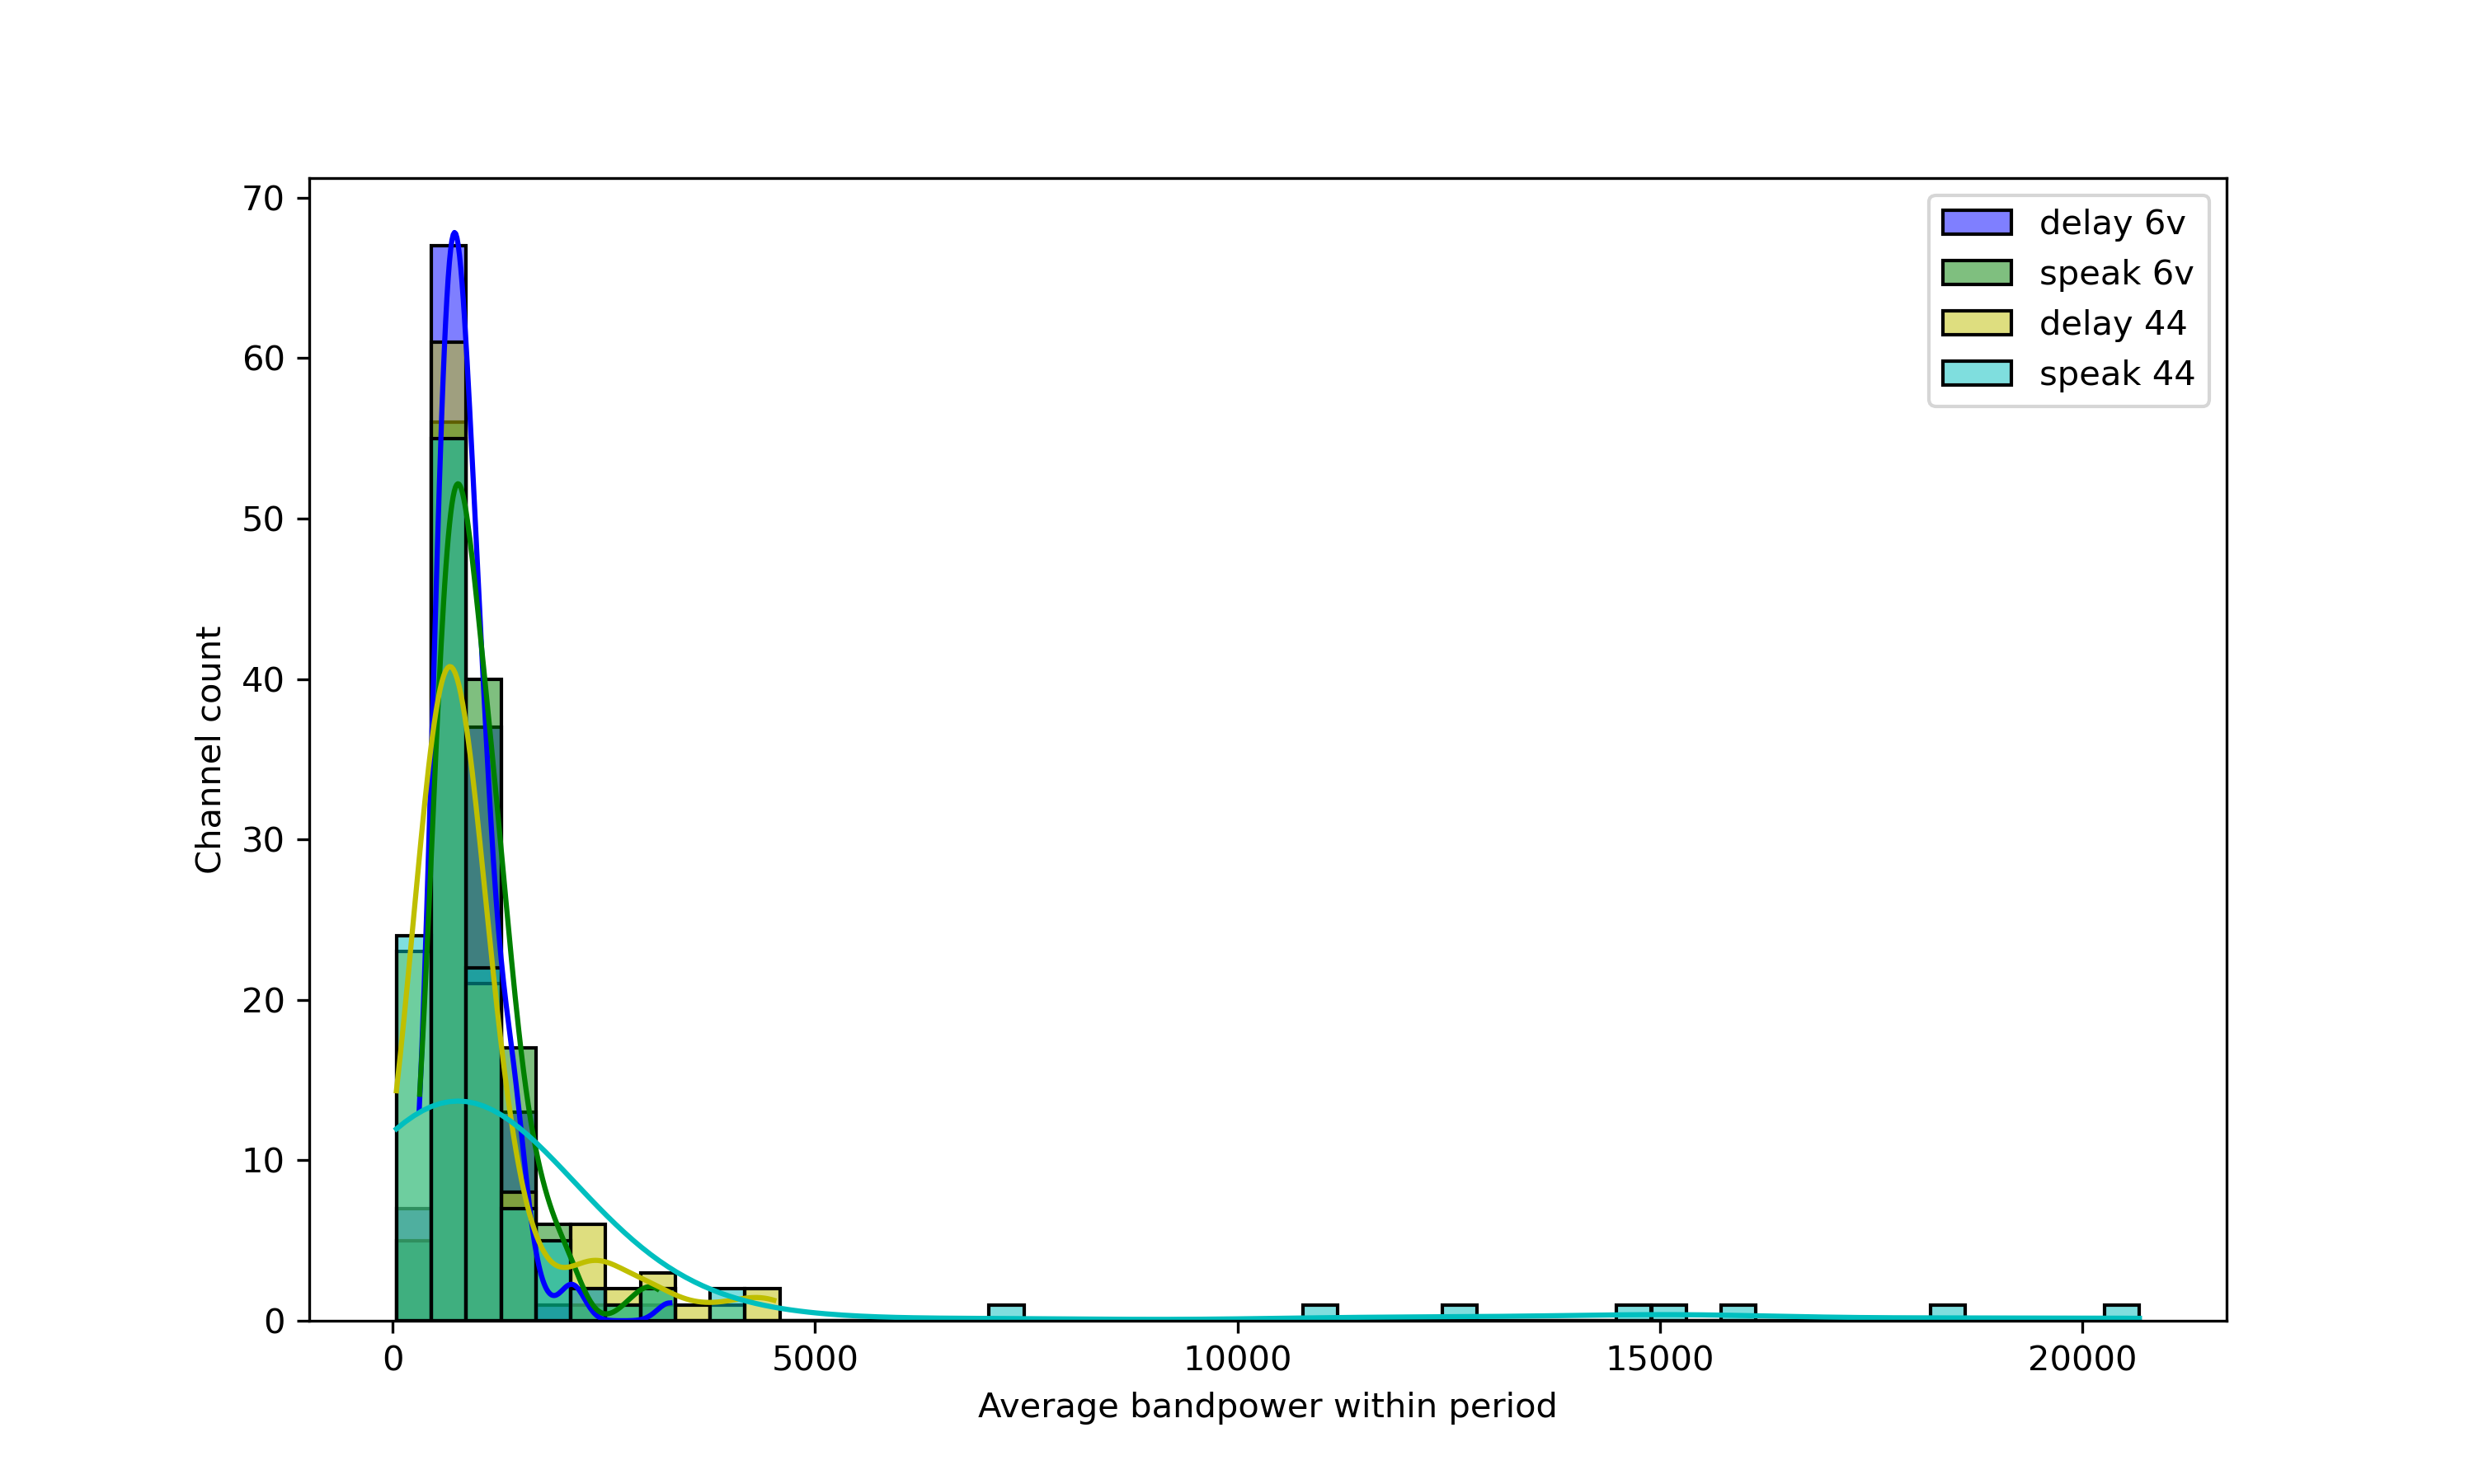 70
60
50
40
30
20
10
0
Channel count
0 5000 10000 15000 20000
Average bandpower within period
delay 6v
speak 6v
delay 44
speak 44